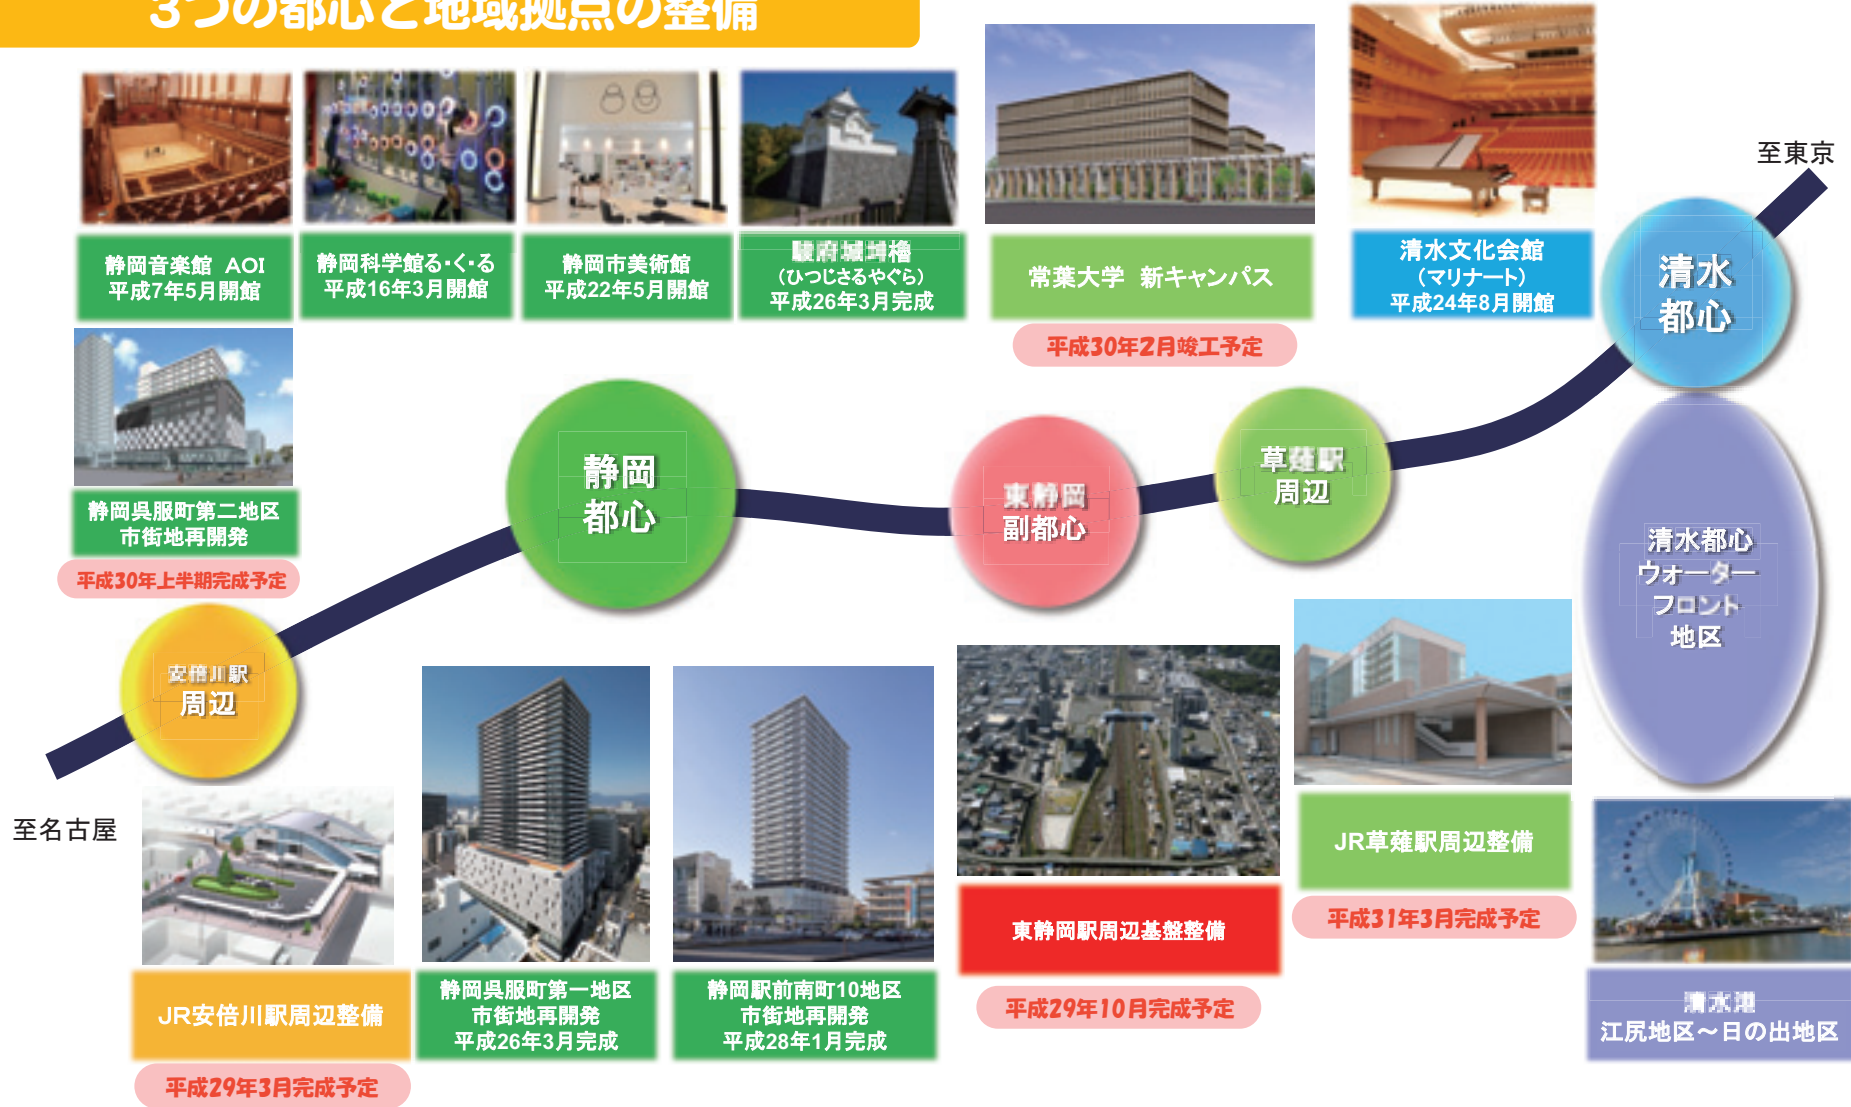 3つの都心と地域拠点の整備
静岡音楽館 AOI
平成7年5月開館
静岡科学館る・く・る
平成16年3月開館
静岡市美術館
平成22年5月開館
駿府城坤櫓
(ひつじさるやぐら)
平成26年3月完成
常葉大学 新キャンパス
平成30年2月竣工予定
清水文化会館
(マリナート)
平成24年8月開館
至東京
清水
都心
静岡呉服町第二地区
市街地再開発
平成30年上半期完成予定
静岡
都心
東静岡
副都心
草薙駅
周辺
清水都心
ウォーター
フロント
地区
安倍川駅
周辺
至名古屋
JR安倍川駅周辺整備
平成29年3月完成予定
静岡呉服町第一地区
市街地再開発
平成26年3月完成
静岡駅前南町10地区
市街地再開発
平成28年1月完成
東静岡駅周辺基盤整備
平成29年10月完成予定
JR草薙駅周辺整備
平成31年3月完成予定
清水港
江尻地区～日の出地区